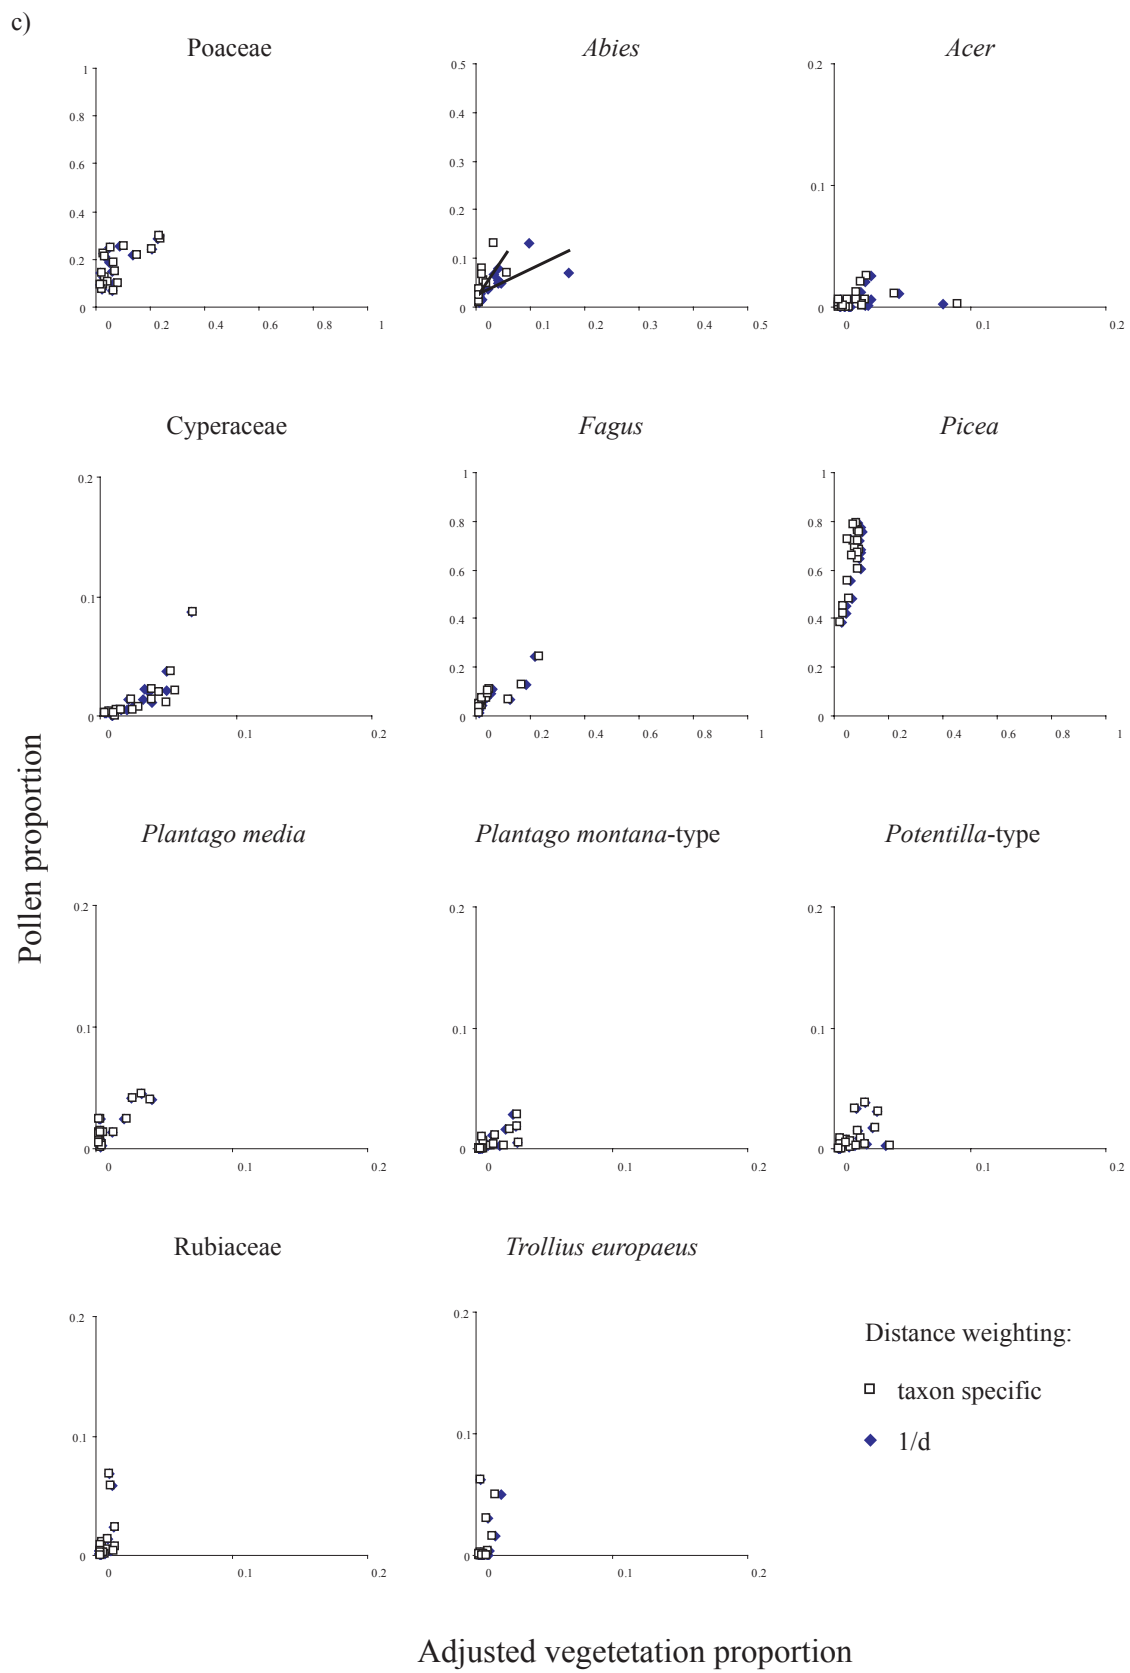 c)
Poaceae
Abies
Acer
1
0.8
0.6
0.4
0.2
0
0 0.2 0.4 0.6 0.8 1
0.5
0.4
0.3
0.2
0.1
0
0 0.1 0.2 0.3 0.4 0.5
0.2
0.1
0
0 0.1 0.2
Cyperaceae
Fagus
Picea
0.2
0.1
0
0 0.1 0.2
1
0.8
0.6
0.4
0.2
0
0 0.2 0.4 0.6 0.8 1
1
0.8
0.6
0.4
0.2
0
0 0.2 0.4 0.6 0.8 1
Pollen proportion
Plantago media
Plantago montana-type
Potentilla-type
0.2
0.1
0
0 0.1 0.2
0.2
0.1
0
0 0.1 0.2
0.2
0.1
0
0 0.1 0.2
Rubiaceae
Trollius europaeus
0.2
0.1
0
0 0.1 0.2
0.2
0.1
0
0 0.1 0.2
Distance weighting:
taxon specific
1/d
Adjusted vegetetation proportion